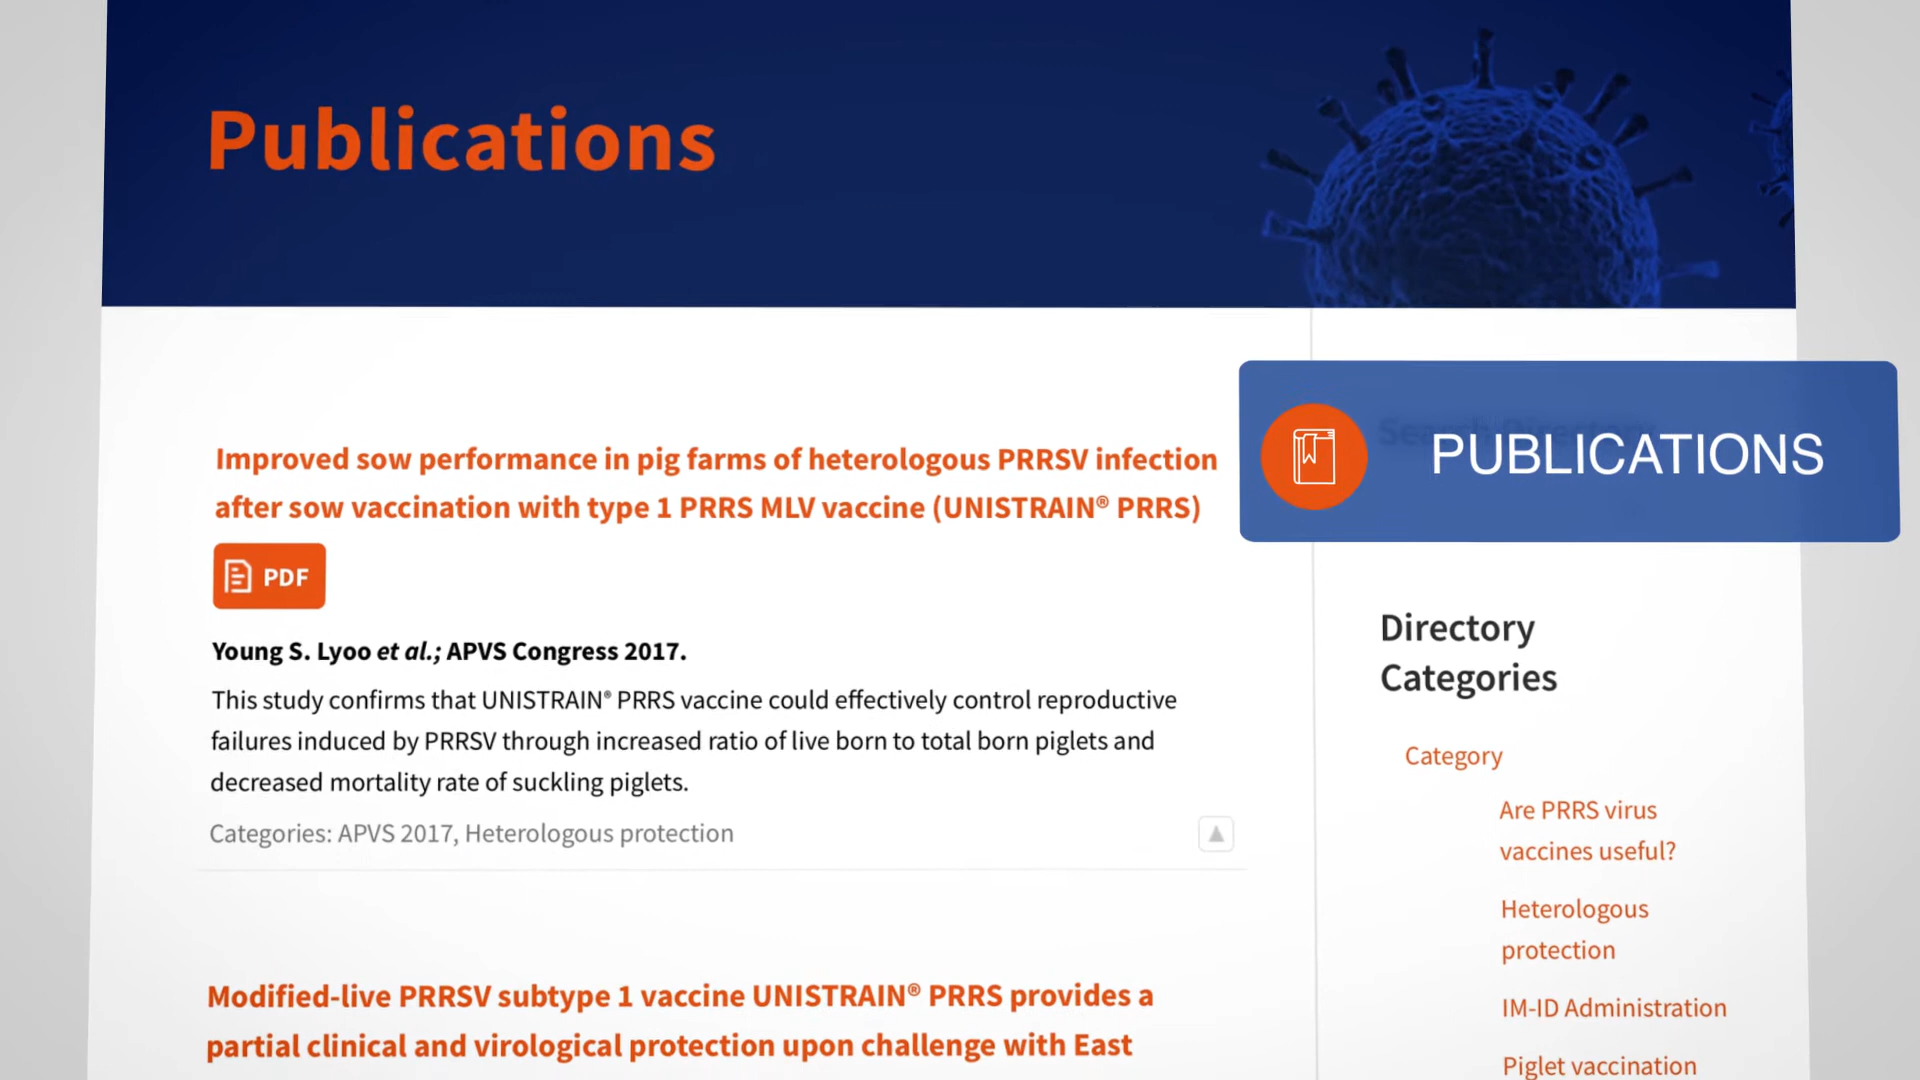 Publications
Improved sow performance in pig farms of heterologous PRRSV infection
after sow vaccination with type 1 PRRS MLV vaccine (UNISTRAIN® PRRS)
PDF
Young S. Lyoo et al.; APVS Congress 2017.
This study confirms that UNISTRAIN® PRRS vaccine could effectively control reproductive
failures induced by PRRSV through increased ratio of live born to total born piglets and
decreased mortality rate of suckling piglets.
Categories: APVS 2017, Heterologous protection
Modified-live PRRSV subtype 1 vaccine UNISTRAIN® PRRS provides a
partial clinical and virological protection upon challenge with East
Search Directory
PUBLICATIONS
Directory
Categories
Category
Are PRRS virus
vaccines useful?
Heterologous
protection
IM-ID Administration
Piglet vaccination